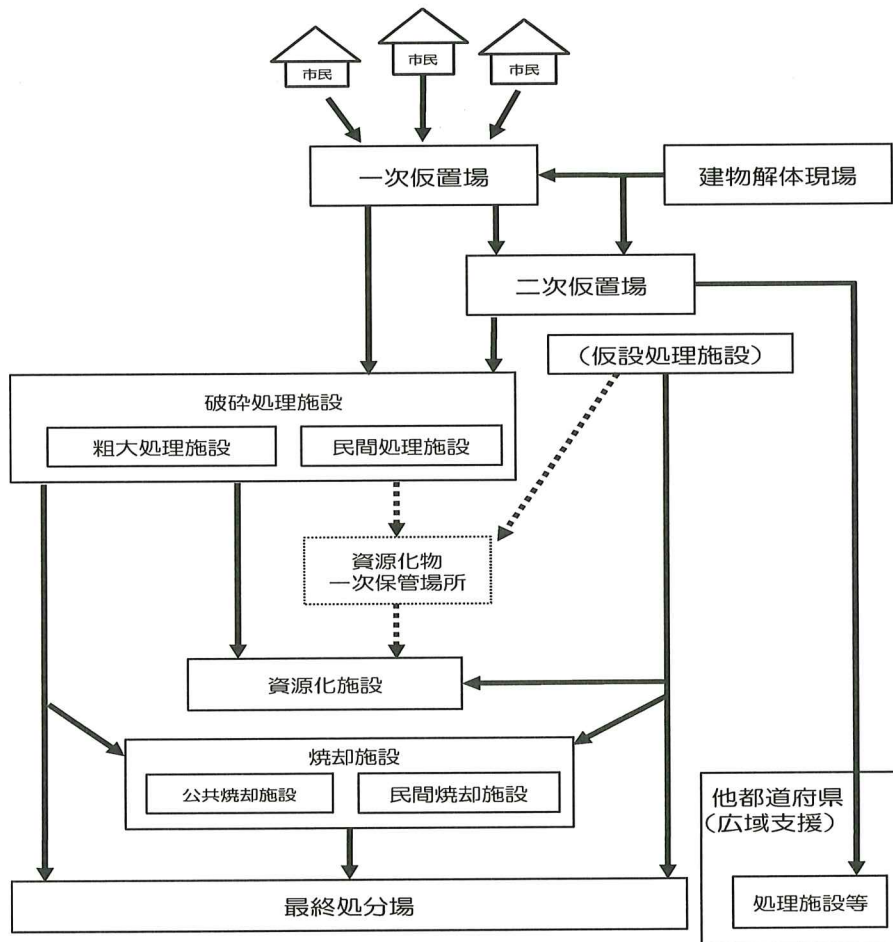 市民
市民
市民
一次仮置場
建物解体現場
二次仮置場
（仮設処理施設）
破砕処理施設
粗大処理施設
民間処理施設
資源化物
一次保管場所
資源化施設
焼却施設
公共焼却施設
民間焼却施設
他都道府県
（広域支援）
最終処分場
処理施設等